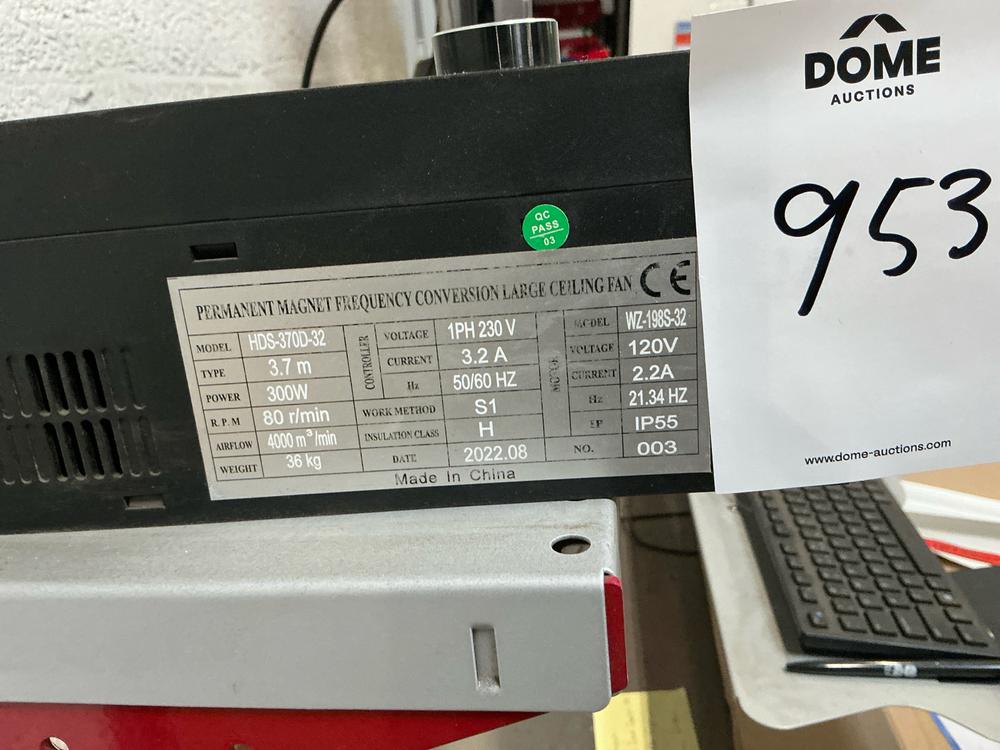 DOME
AUCTIONS
953
www.dome-auctions.com
QC
PASS
03
PERMANENT MAGNET FREQUENCY CONVERSION LARGE CEILING FAN CE
MODEL HDS-370D-32
TYPE 3.7 m
POWER 300W
R.P.M 80 r/min
AIRFLOW 4000 m³/min
WEIGHT 36 kg
CONTROLLER
VOLTAGE 1PH 230 V
CURRENT 3.2 A
Hz 50/60 HZ
WORK METHOD S1
INSULATION CLASS H
DATE 2022.08
MOTOR
MODEL WZ-198S-32
VOLTAGE 120V
CURRENT 2.2A
Hz 21.34 HZ
IP55
NO. 003
Made In China